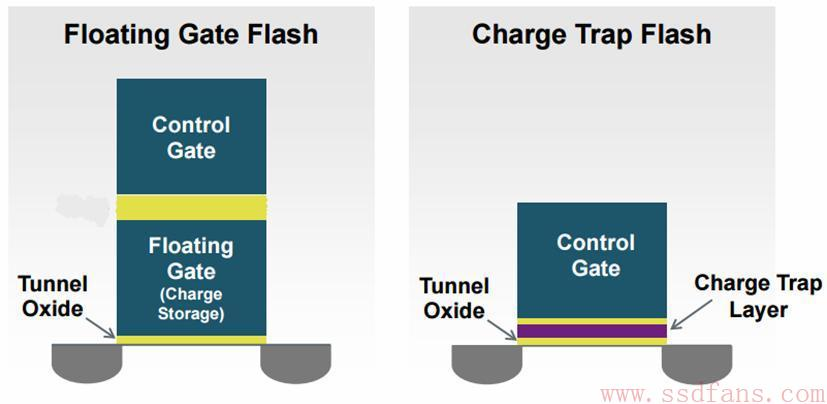 Floating Gate Flash
Control
Gate
Floating
Gate
(Charge
Storage)
Tunnel
Oxide
Charge Trap Flash
Control
Gate
Tunnel
Oxide
Charge Trap
Layer
www.ssdfans.com